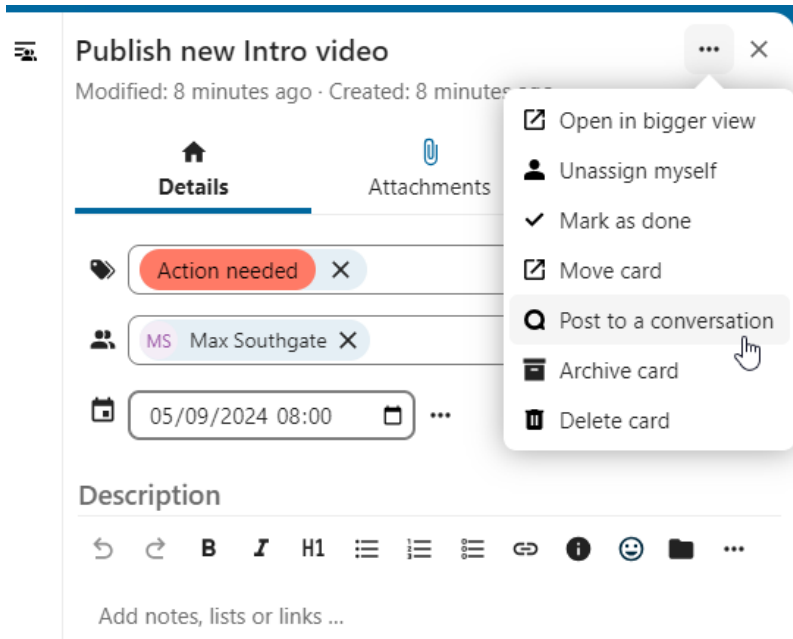 Publish new Intro video
Modified: 8 minutes ago · Created: 8 minutes
Details
Attachments
Open in bigger view
Unassign myself
Mark as done
Move card
Post to a conversation
Archive card
Delete card
Action needed
MS Max Southgate
05/09/2024 08:00
Description
B I H1
Add notes, lists or links ...